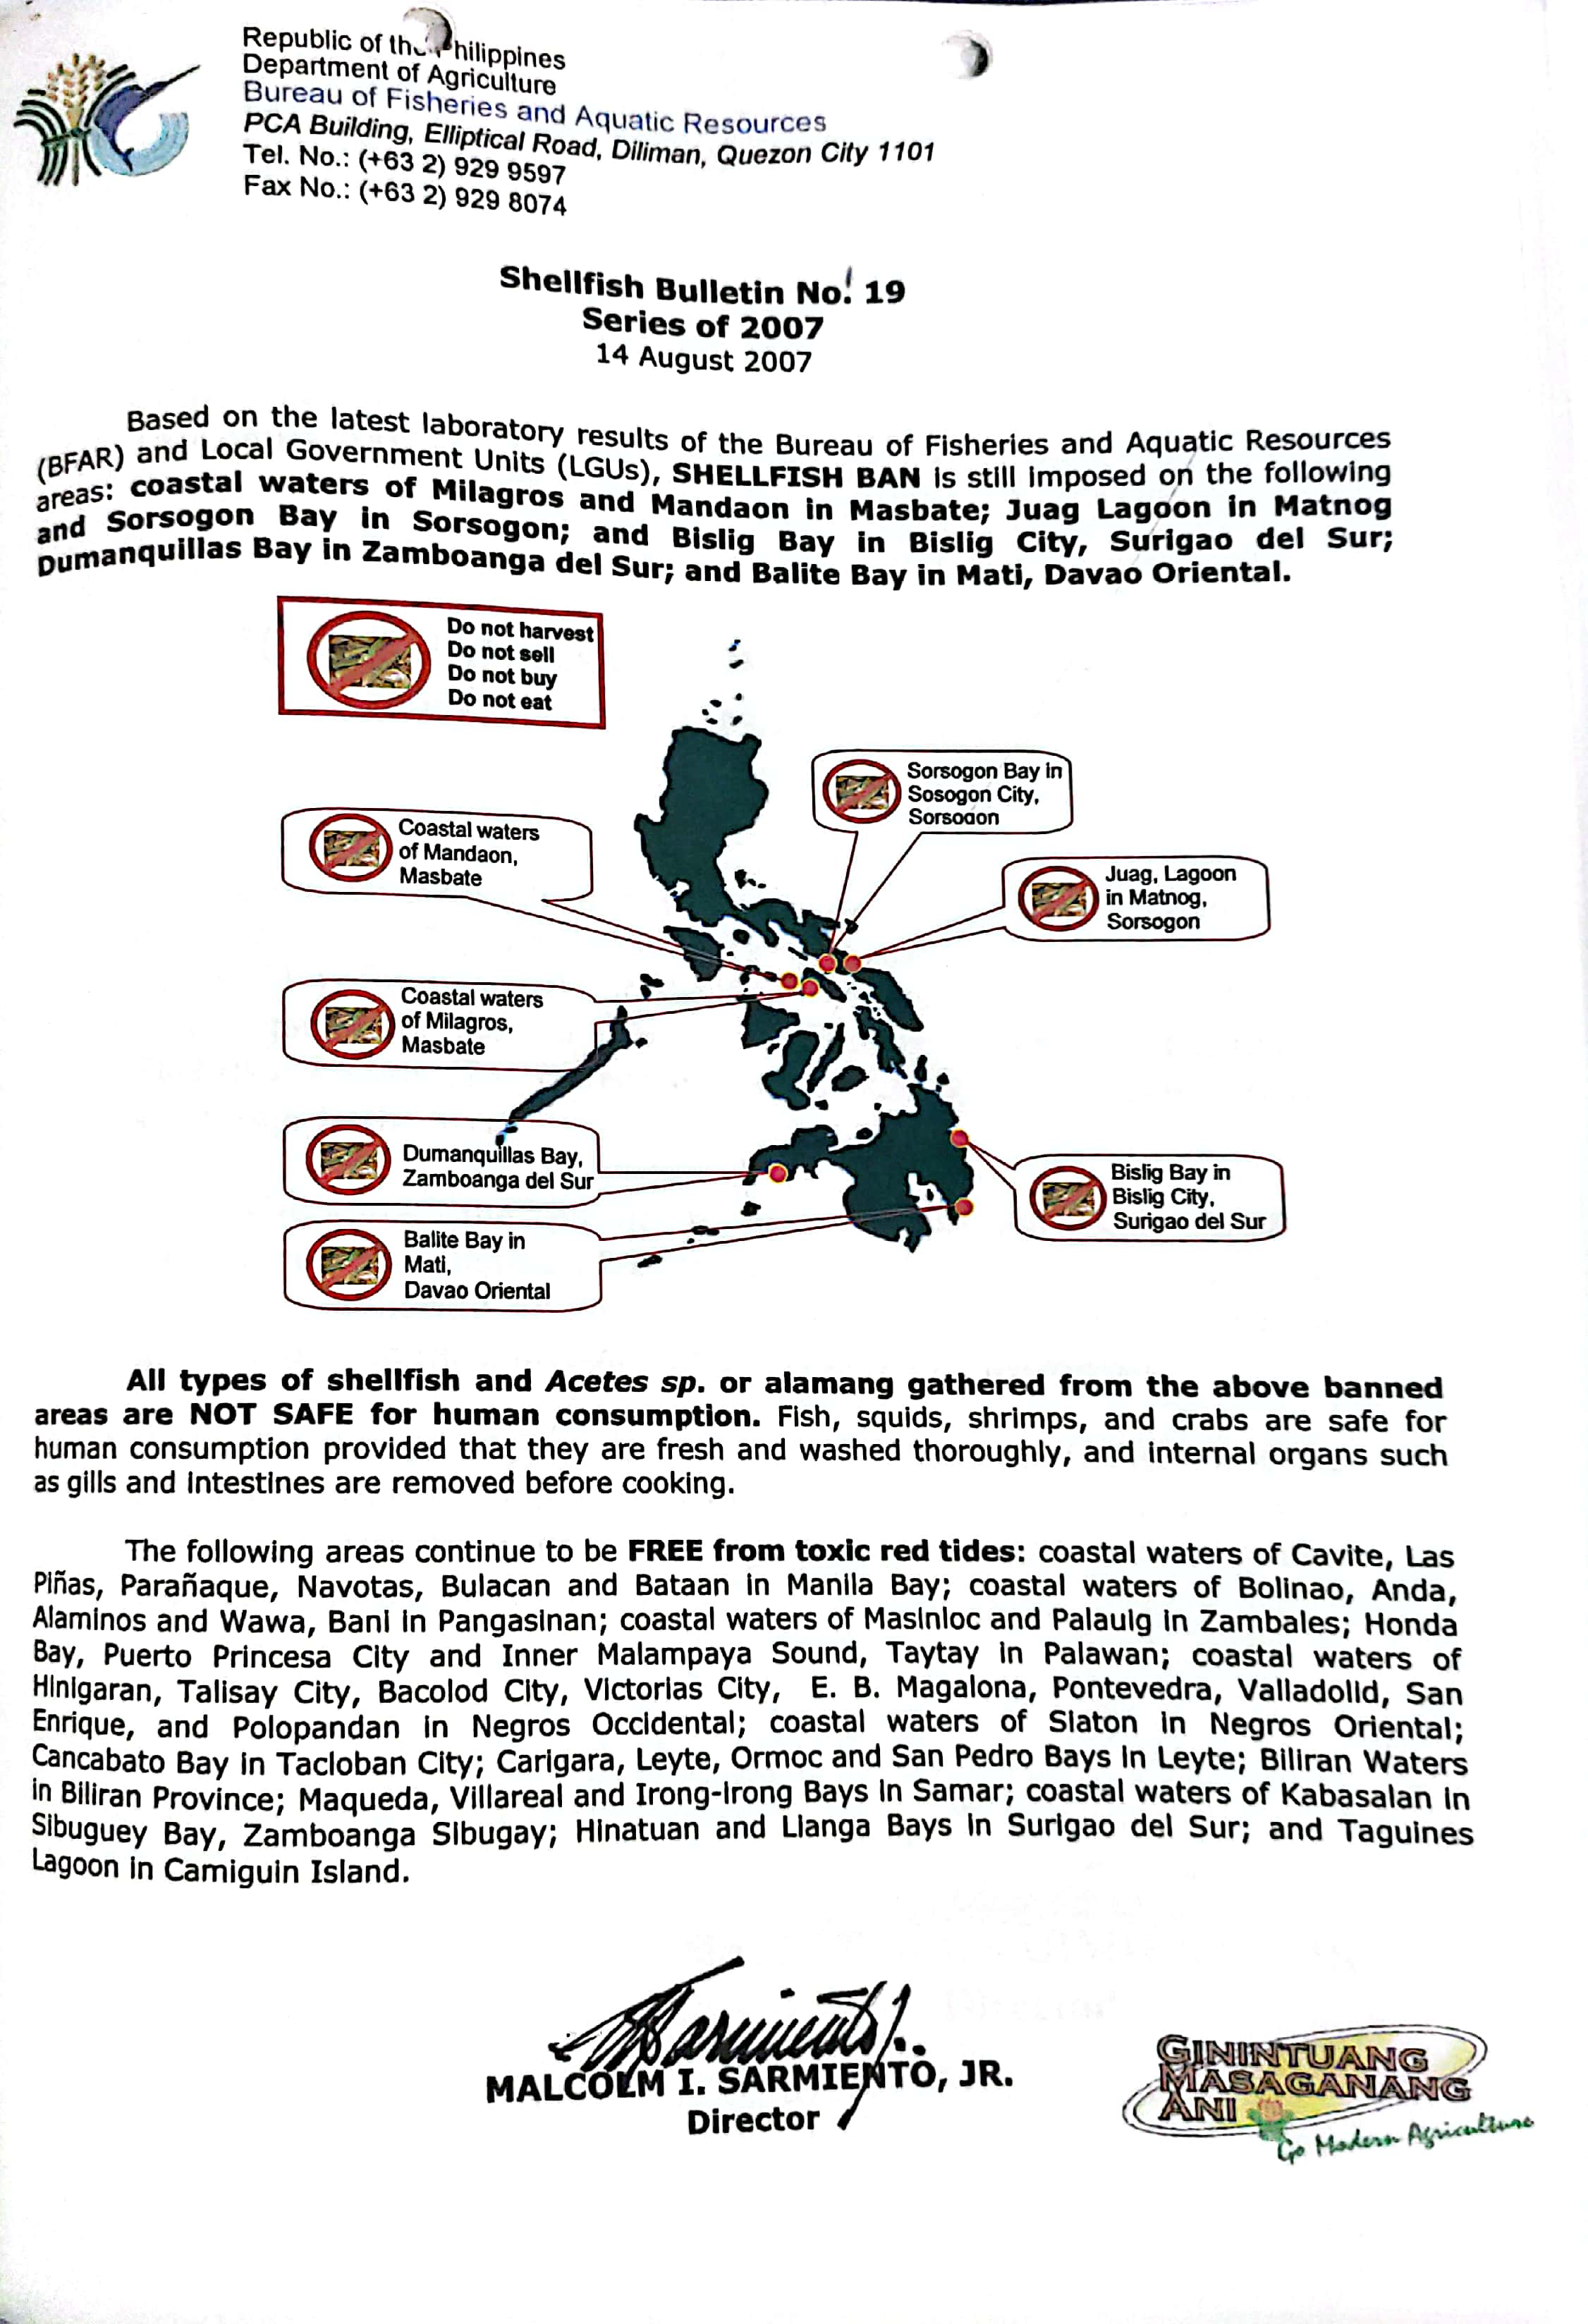 Republic of the Philippines
Department of Agriculture
Bureau of Fisheries and Aquatic Resources
PCA Building, Elliptical Road, Diliman, Quezon City 1101
Tel. No.: (+63 2) 929 9597
Fax No.: (+63 2) 929 8074
Shellfish Bulletin No. 19
Series of 2007
14 August 2007
Based on the latest laboratory results of the Bureau of Fisheries and Aquatic Resources
(BFAR) and Local Government Units (LGUs), SHELLFISH BAN is still imposed on the following
areas: coastal waters of Milagros and Mandaon in Masbate; Juag Lagoon in Matnog
and Sorsogon Bay in Sorsogon; and Bislig Bay in Bislig City, Surigao del Sur;
Dumanquillas Bay in Zamboanga del Sur; and Balite Bay in Mati, Davao Oriental.
Do not harvest
Do not sell
Do not buy
Do not eat
Sorsogon Bay in
Sosogon City,
Sorsogon
Coastal waters
of Mandaon,
Masbate
Juag, Lagoon
in Matnog,
Sorsogon
Coastal waters
of Milagros,
Masbate
Dumanquillas Bay,
Zamboanga del Sur
Bislig Bay in
Bislig City,
Surigao del Sur
Balite Bay in
Mati,
Davao Oriental
All types of shellfish and Acetes sp. or alamang gathered from the above banned
areas are NOT SAFE for human consumption. Fish, squids, shrimps, and crabs are safe for
human consumption provided that they are fresh and washed thoroughly, and internal organs such
as gills and intestines are removed before cooking.
The following areas continue to be FREE from toxic red tides: coastal waters of Cavite, Las
Piñas, Parañaque, Navotas, Bulacan and Bataan in Manila Bay; coastal waters of Bolinao, Anda,
Alaminos and Wawa, Bani in Pangasinan; coastal waters of Masinloc and Palauig in Zambales; Honda
Bay, Puerto Princesa City and Inner Malampaya Sound, Taytay in Palawan; coastal waters of
Hinigaran, Talisay City, Bacolod City, Victorias City, E. B. Magalona, Pontevedra, Valladolid, San
Enrique, and Polopandan in Negros Occidental; coastal waters of Siaton in Negros Oriental;
Cancabato Bay in Tacloban City; Carigara, Leyte, Ormoc and San Pedro Bays in Leyte; Biliran Waters
in Biliran Province; Maqueda, Villareal and Irong-Irong Bays in Samar; coastal waters of Kabasalan in
Sibuguey Bay, Zamboanga Sibugay; Hinatuan and Lianga Bays in Surigao del Sur; and Taguines
Lagoon in Camiguin Island.
MALCOLM I. SARMIENTO, JR.
Director
GININTUANG
MASAGANANG
ANI
Go Modern Agriculture